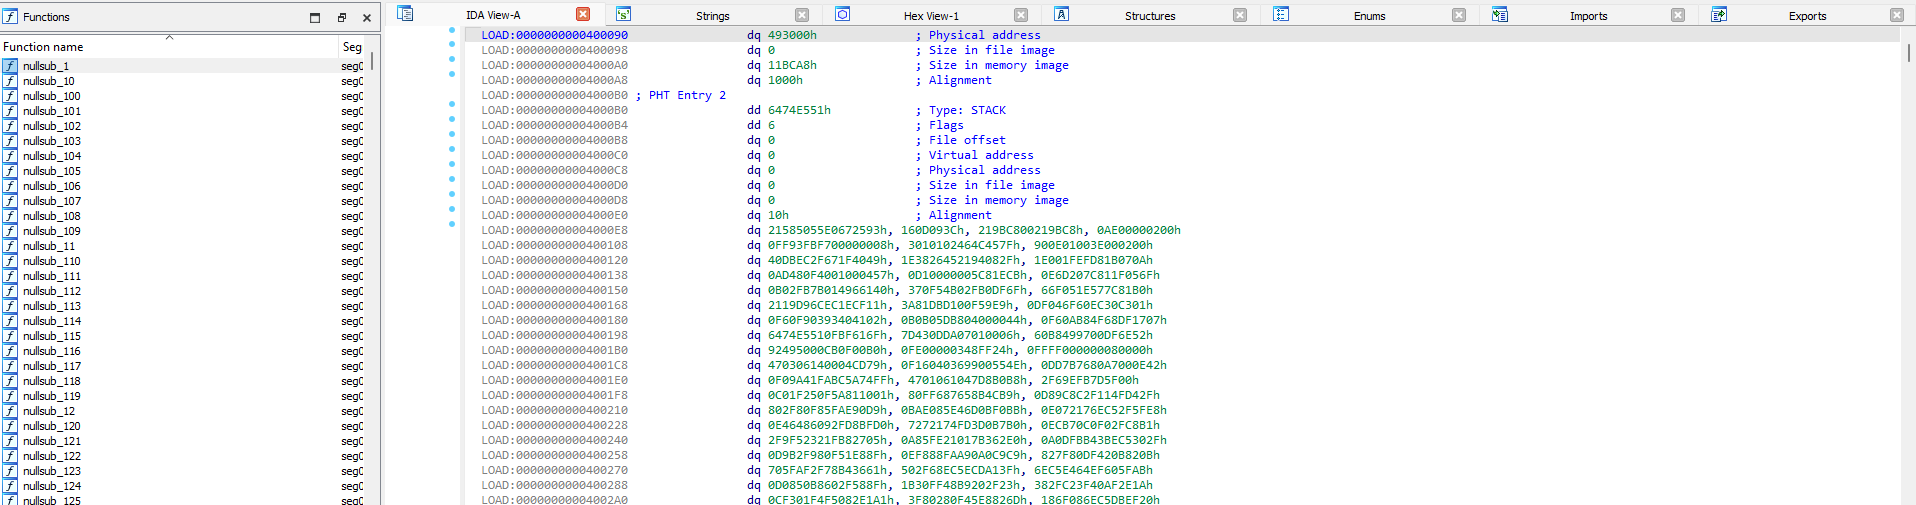 Functions
Function name Seg
nullsub_1 seg0
nullsub_10 seg0
nullsub_100 seg0
nullsub_101 seg0
nullsub_102 seg0
nullsub_103 seg0
nullsub_104 seg0
nullsub_105 seg0
nullsub_106 seg0
nullsub_107 seg0
nullsub_108 seg0
nullsub_109 seg0
nullsub_11 seg0
nullsub_110 seg0
nullsub_111 seg0
nullsub_112 seg0
nullsub_113 seg0
nullsub_114 seg0
nullsub_115 seg0
nullsub_116 seg0
nullsub_117 seg0
nullsub_118 seg0
nullsub_119 seg0
nullsub_12 seg0
nullsub_120 seg0
nullsub_121 seg0
nullsub_122 seg0
nullsub_123 seg0
nullsub_124 seg0
nullsub_125 seg0
IDA View-A Strings Hex View-1 Structures Enums Imports Exports
LOAD:0000000000400090 dq 493000h ; Physical address
LOAD:0000000000400098 dq 0 ; Size in file image
LOAD:00000000004000A0 dq 11BCA8h ; Size in memory image
LOAD:00000000004000A8 dq 1000h ; Alignment
LOAD:00000000004000B0 ; PHT Entry 2
LOAD:00000000004000B0 dd 6474E551h ; Type: STACK
LOAD:00000000004000B4 dd 6 ; Flags
LOAD:00000000004000B8 dq 0 ; File offset
LOAD:00000000004000C0 dq 0 ; Virtual address
LOAD:00000000004000C8 dq 0 ; Physical address
LOAD:00000000004000D0 dq 0 ; Size in file image
LOAD:00000000004000D8 dq 0 ; Size in memory image
LOAD:00000000004000E0 dq 10h ; Alignment
LOAD:00000000004000E8 dq 21585055E0672593h, 160D093Ch, 219BC800219BC8h, 0AE00000200h
LOAD:0000000000400108 dq 0FF93FBF700000008h, 3010102464C457Fh, 900E01003E000200h
LOAD:0000000000400120 dq 40DBEC2F671F4049h, 1E3826452194082Fh, 1E001FEFD81B070Ah
LOAD:0000000000400138 dq 0AD480F4001000457h, 0D10000005C81ECBh, 0E6D207C811F056Fh
LOAD:0000000000400150 dq 0B02FB7B014966140h, 370F54B02FB0DF6Fh, 66F051E577C81B0h
LOAD:0000000000400168 dq 2119D96CEC1ECF11h, 3A81DBD100F59E9h, 0DF046F60EC30C301h
LOAD:0000000000400180 dq 0F60F90393404102h, 0B0B05DB804000044h, 0F60AB84F68DF1707h
LOAD:0000000000400198 dq 6474E5510FBF616Fh, 7D430DDA07010006h, 60B8499700DF6E52h
LOAD:00000000004001B0 dq 92495000CB0F00B0h, 0FE00000348FF24h, 0FFFF000000080000h
LOAD:00000000004001C8 dq 470306140004CD79h, 0F16040369900554Eh, 0DD7B7680A7000E42h
LOAD:00000000004001E0 dq 0F09A41FABC5A74FFh, 4701061047D8B0B8h, 2F69EFB7D5F00h
LOAD:00000000004001F8 dq 0C01F250F5A811001h, 80FF687658B4CB9h, 0D89C8C2F114FD42Fh
LOAD:0000000000400210 dq 802F80F85FAE90D9h, 0BAE085E46D0BF0BBh, 0E072176EC52F5FE8h
LOAD:0000000000400228 dq 0E46486092FD8BFD0h, 7272174FD3D0B7B0h, 0ECB70C0F02FC8B1h
LOAD:0000000000400240 dq 2F9F52321FB82705h, 0A85FE21017B362E0h, 0A0DFBB43BEC5302Fh
LOAD:0000000000400258 dq 0D9B2F980F51E88Fh, 0EF888FAA90A0C9C9h, 827F80DF420B820Bh
LOAD:0000000000400270 dq 705FAF2F78B43661h, 502F68EC5ECDA13Fh, 6EC5E464EF605FABh
LOAD:0000000000400288 dq 0D0850B8602F588Fh, 1B30FF48B9202F23h, 382FC23F40AF2E1Ah
LOAD:00000000004002A0 dq 0CF301F4F5082E1A1h, 3F80280F45E8826Dh, 186F086EC5DBEF20h